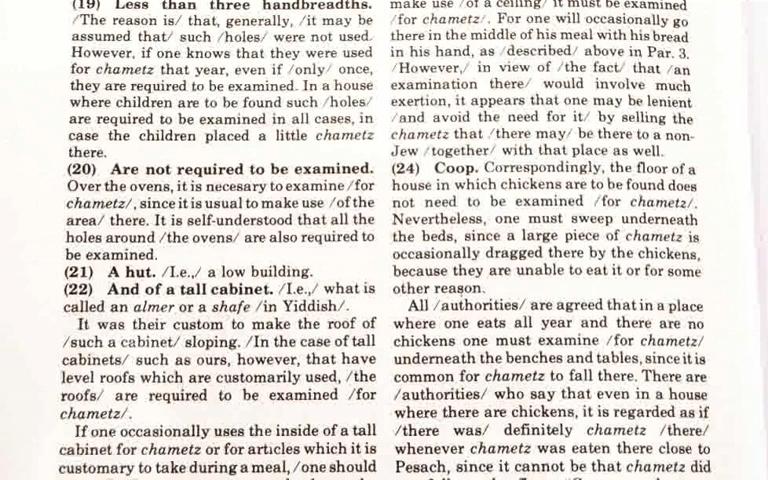 (19) Less than three handbreadths.
/The reason is/ that, generally, /it may be
assumed that/ such /holes/ were not used.
However, if one knows that they were used
for chametz that year, even if /only/ once,
they are required to be examined. In a house
where children are to be found such /holes/
are required to be examined in all cases, in
case the children placed a little chametz
there.
(20) Are not required to be examined.
Over the ovens, it is necesary to examine /for
chametz/, since it is usual to make use /of the
area/ there. It is self-understood that all the
holes around /the ovens/ are also required to
be examined.
(21) A hut. /I.e.,/ a low building.
(22) And of a tall cabinet. /I.e.,/ what is
called an almer or a shafe /in Yiddish/.
It was their custom to make the roof of
/such a cabinet/ sloping. /In the case of tall
cabinets/ such as ours, however, that have
level roofs which are customarily used, /the
roofs/ are required to be examined /for
chametz/.
If one occasionally uses the inside of a tall
cabinet for chametz or for articles which it is
customary to take during a meal, /one should
make use /of a ceiling/ it must be examined
/for chametz/. For one will occasionally go
there in the middle of his meal with his bread
in his hand, as /described/ above in Par. 3.
/However,/ in view of /the fact/ that /an
examination there/ would involve much
exertion, it appears that one may be lenient
/and avoid the need for it/ by selling the
chametz that /there may/ be there to a non-
Jew /together/ with that place as well.
(24) Coop. Correspondingly, the floor of a
house in which chickens are to be found does
not need to be examined /for chametz/.
Nevertheless, one must sweep underneath
the beds, since a large piece of chametz is
occasionally dragged there by the chickens,
because they are unable to eat it or for some
other reason.
All /authorities/ are agreed that in a place
where one eats all year and there are no
chickens one must examine /for chametz/
underneath the benches and tables, since it is
common for chametz to fall there. There are
/authorities/ who say that even in a house
where there are chickens, it is regarded as if
/there was/ definitely chametz /there/
whenever chametz was eaten there close to
Pesach, since it cannot be that chametz did